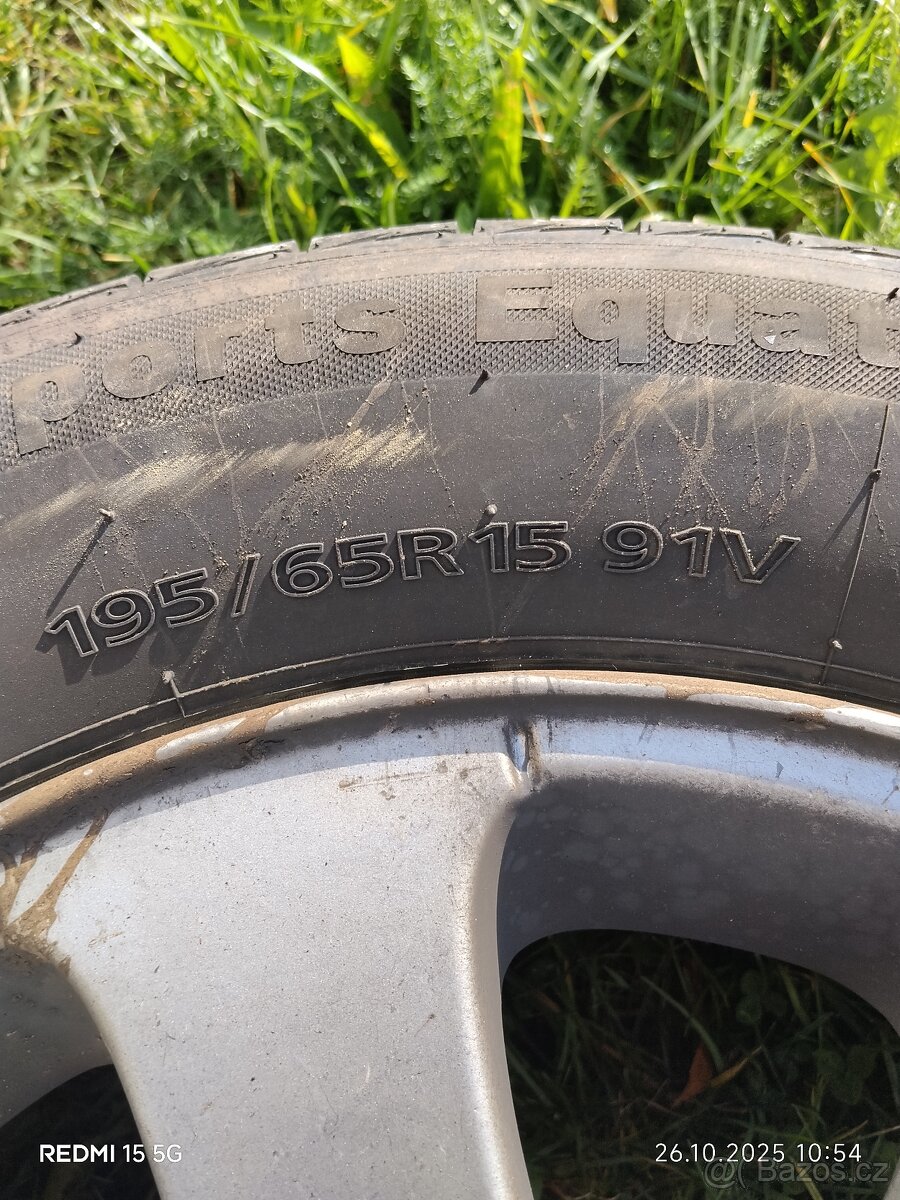 ports Equat
195/65R15 91V
REDMI 15 5G
26.10.2025 10:54
@ Bazos.cz